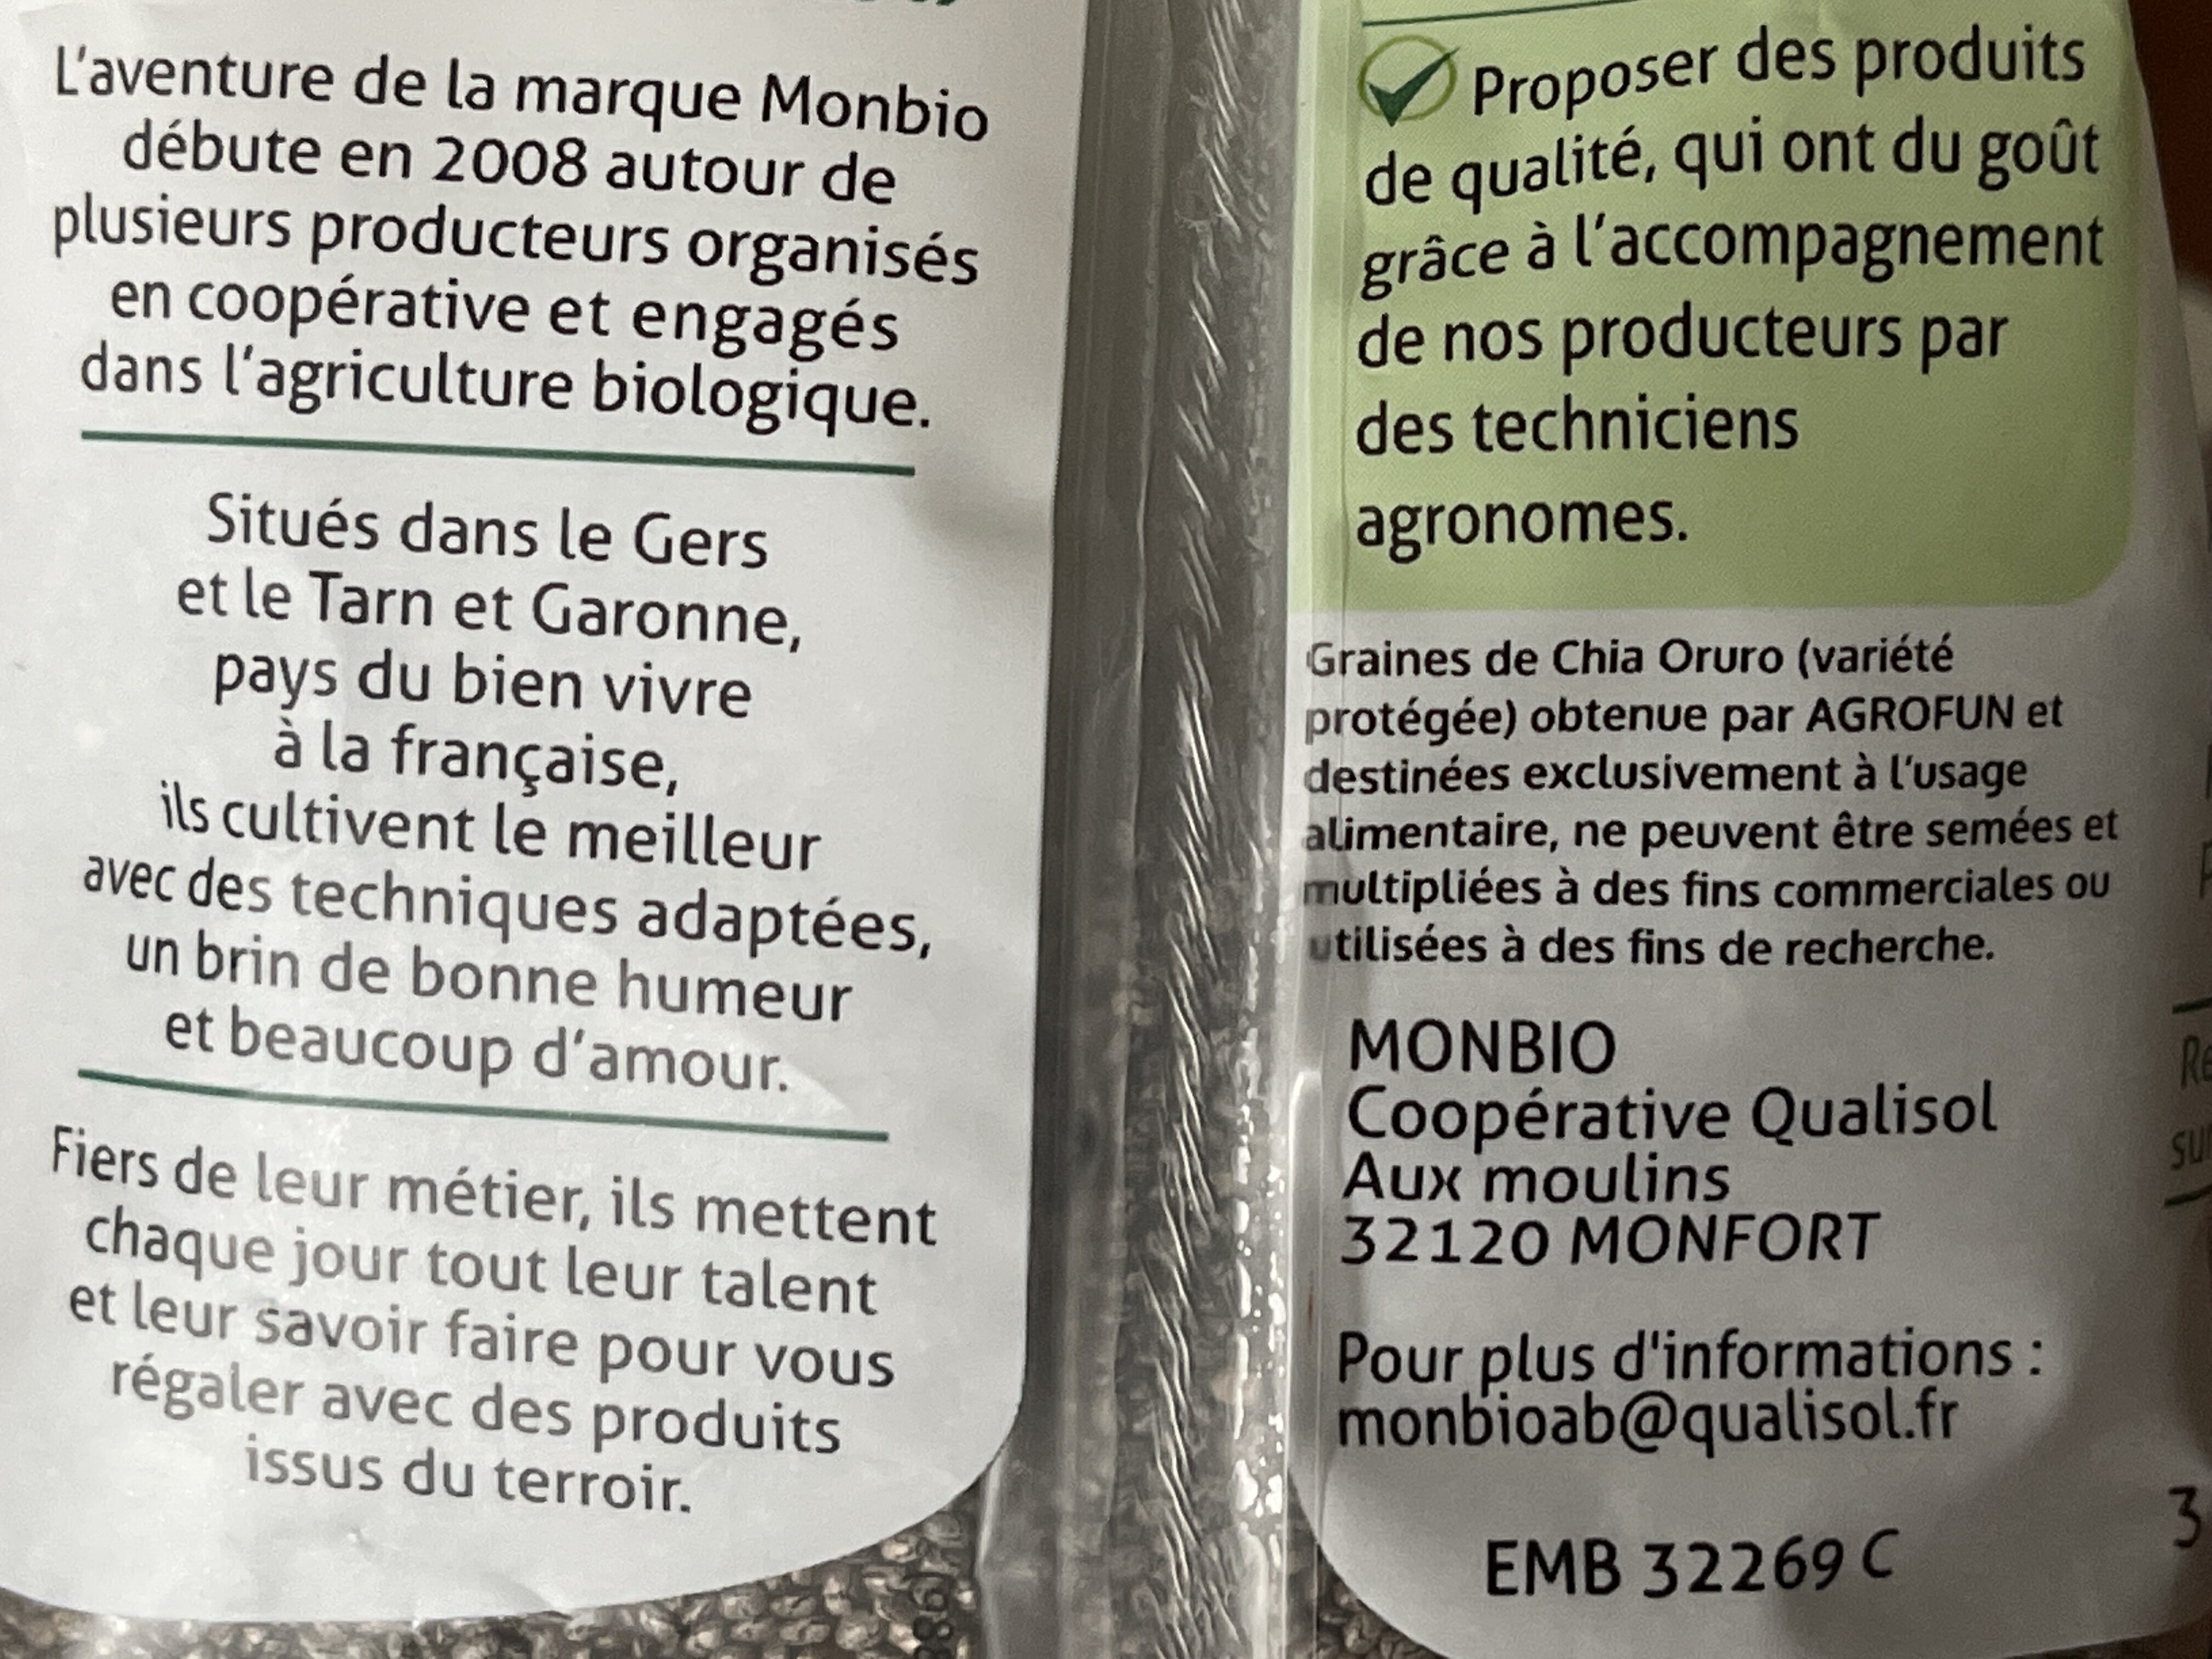 L'aventure de la marque Monbio
débute en 2008 autour de
plusieurs producteurs organisés
en coopérative et engagés
dans l'agriculture biologique.
Situés dans le Gers
et le Tarn et Garonne,
pays du bien vivre
à la française,
ils cultivent le meilleur
avec des techniques adaptées,
un brin de bonne humeur
et beaucoup d'amour.
Fiers de leur métier, ils mettent
chaque jour tout leur talent
et leur savoir faire pour vous
régaler avec des produits
issus du terroir.
Proposer des produits
de qualité, qui ont du goût
grâce à l'accompagnement
de nos producteurs par
des techniciens
agronomes.
Graines de Chia Oruro (variété
protégée) obtenue par AGROFUN et
destinées exclusivement à l'usage
alimentaire, ne peuvent être semées et
multipliées à des fins commerciales ou
utilisées à des fins de recherche.
MONBIO
Coopérative Qualisol
Aux moulins
32120 MONFORT
Pour plus d'informations :
monbioab@qualisol.fr
EMB 32269 C
3